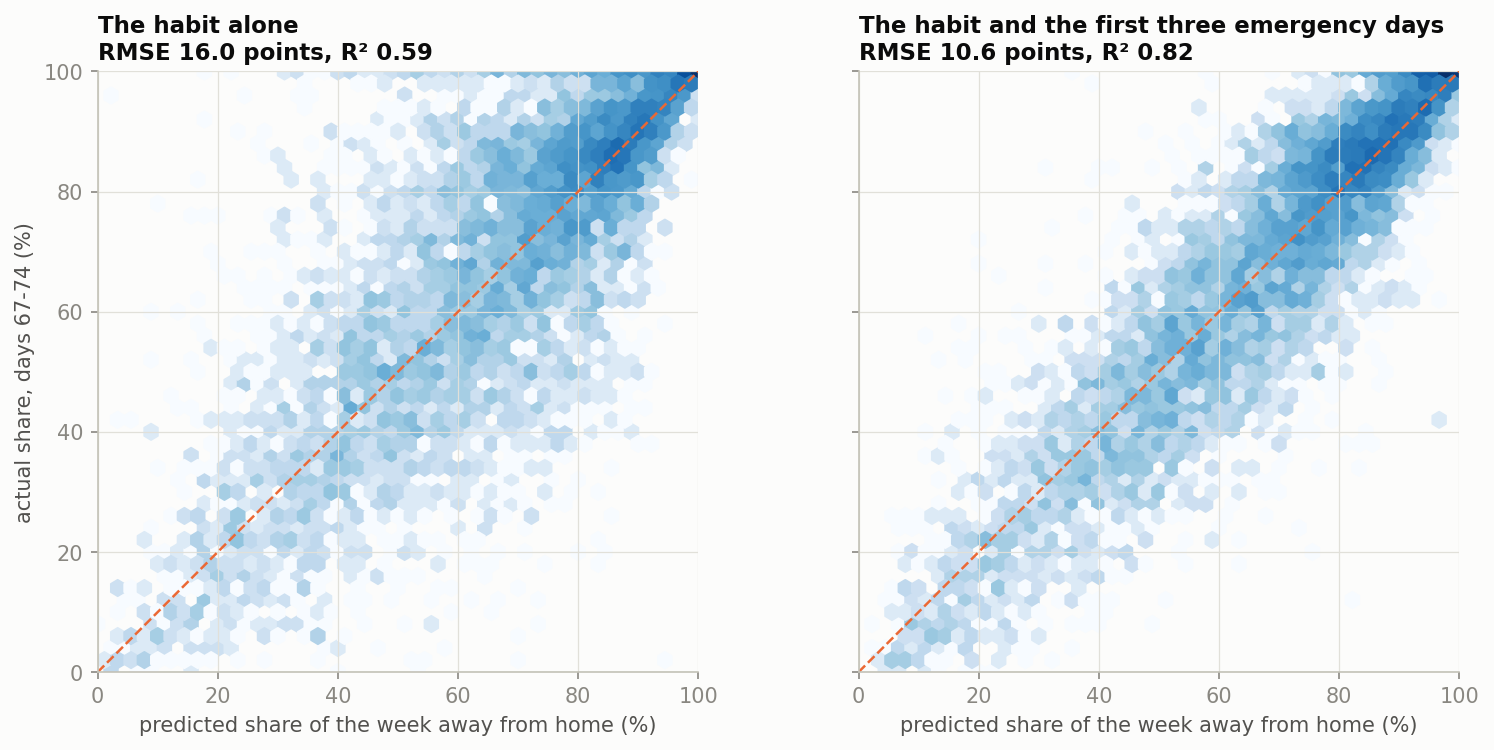 The habit alone
RMSE 16.0 points, R² 0.59
100
80
60
40
20
0
actual share, days 67-74 (%)
0 20 40 60 80 100
predicted share of the week away from home (%)
The habit and the first three emergency days
RMSE 10.6 points, R² 0.82
0 20 40 60 80 100
predicted share of the week away from home (%)